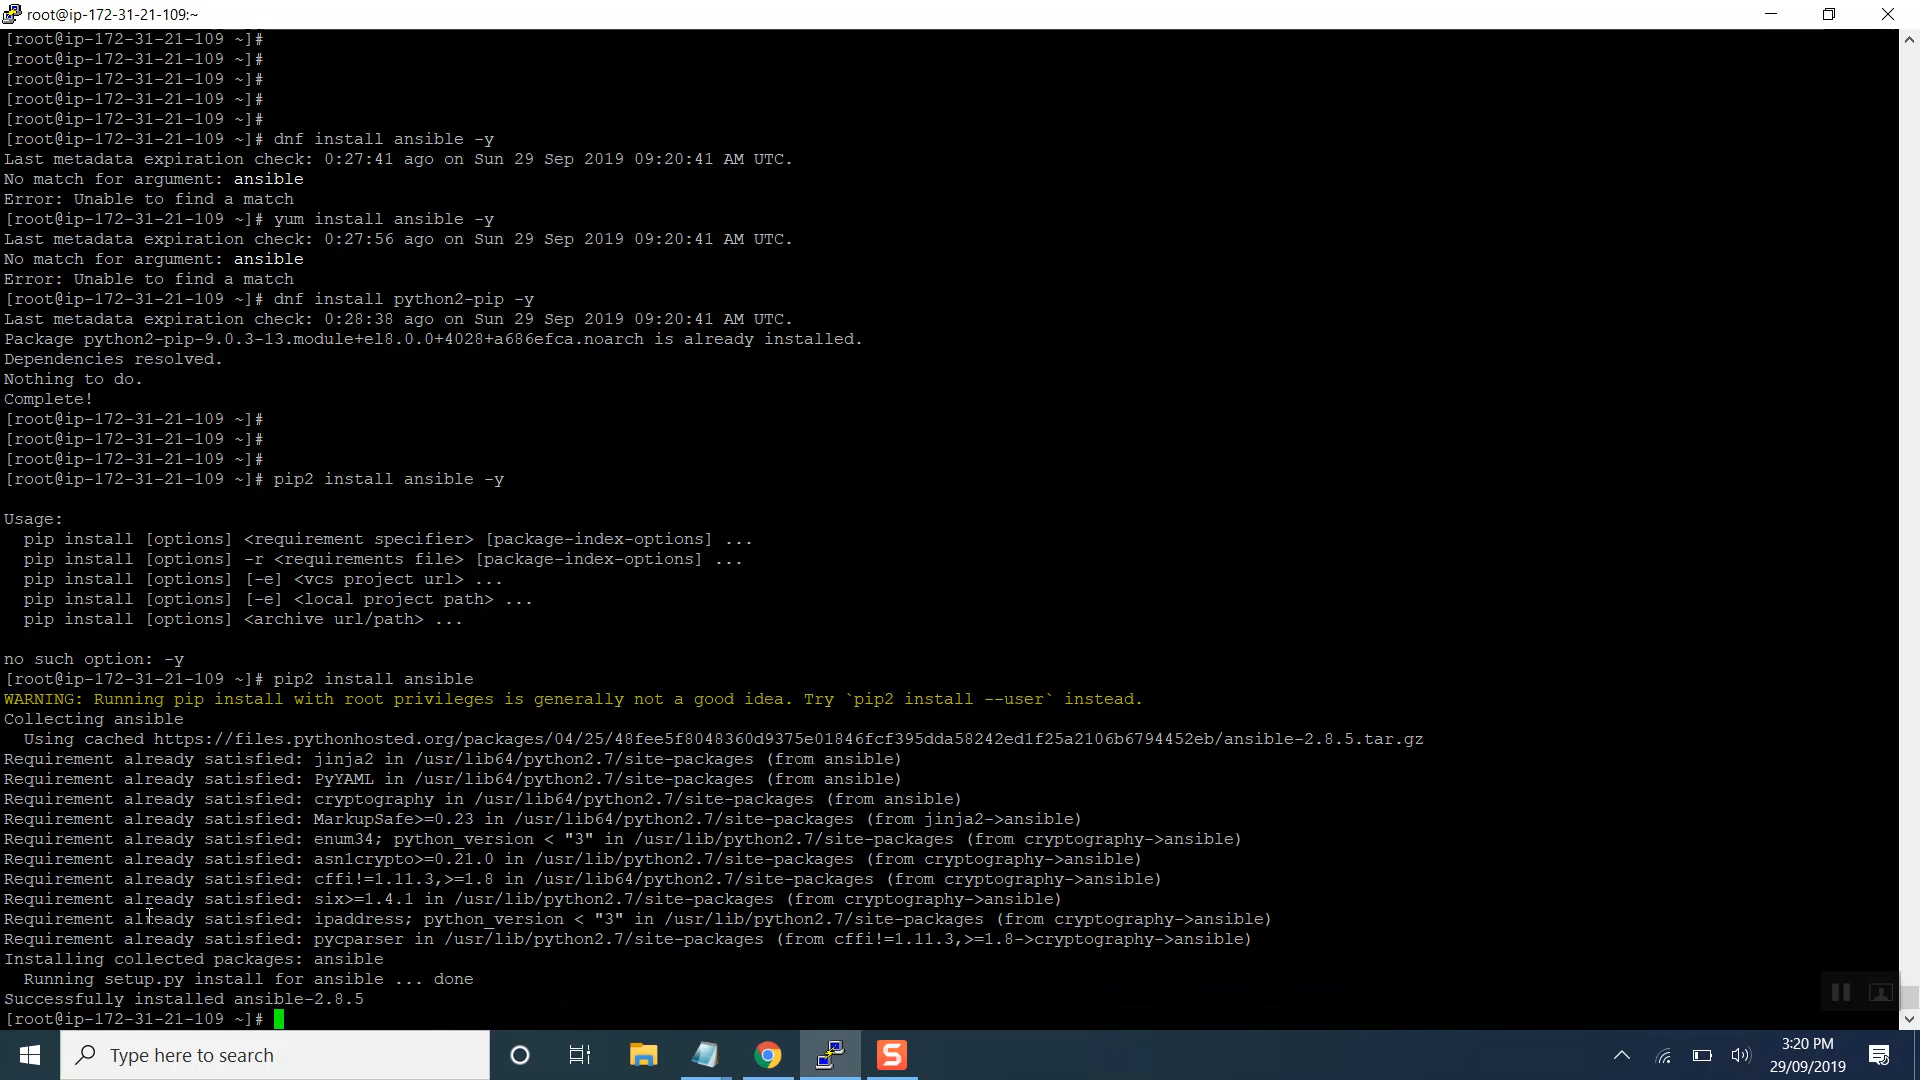 root@ip-172-31-21-109:~
[root@ip-172-31-21-109 ~]#
[root@ip-172-31-21-109 ~]#
[root@ip-172-31-21-109 ~]#
[root@ip-172-31-21-109 ~]#
[root@ip-172-31-21-109 ~]#
[root@ip-172-31-21-109 ~]# dnf install ansible -y
Last metadata expiration check: 0:27:41 ago on Sun 29 Sep 2019 09:20:41 AM UTC.
No match for argument: ansible
Error: Unable to find a match
[root@ip-172-31-21-109 ~]# yum install ansible -y
Last metadata expiration check: 0:27:56 ago on Sun 29 Sep 2019 09:20:41 AM UTC.
No match for argument: ansible
Error: Unable to find a match
[root@ip-172-31-21-109 ~]# dnf install python2-pip -y
Last metadata expiration check: 0:28:38 ago on Sun 29 Sep 2019 09:20:41 AM UTC.
Package python2-pip-9.0.3-13.module+el8.0.0+4028+a686efca.noarch is already installed.
Dependencies resolved.
Nothing to do.
Complete!
[root@ip-172-31-21-109 ~]#
[root@ip-172-31-21-109 ~]#
[root@ip-172-31-21-109 ~]#
[root@ip-172-31-21-109 ~]# pip2 install ansible -y
Usage:
  pip install [options] <requirement specifier> [package-index-options] ...
  pip install [options] -r <requirements file> [package-index-options] ...
  pip install [options] [-e] <vcs project url> ...
  pip install [options] [-e] <local project path> ...
  pip install [options] <archive url/path> ...
no such option: -y
[root@ip-172-31-21-109 ~]# pip2 install ansible
WARNING: Running pip install with root privileges is generally not a good idea. Try `pip2 install --user` instead.
Collecting ansible
  Using cached https://files.pythonhosted.org/packages/04/25/48fee5f8048360d9375e01846fcf395dda58242ed1f25a2106b6794452eb/ansible-2.8.5.tar.gz
Requirement already satisfied: jinja2 in /usr/lib64/python2.7/site-packages (from ansible)
Requirement already satisfied: PyYAML in /usr/lib64/python2.7/site-packages (from ansible)
Requirement already satisfied: cryptography in /usr/lib64/python2.7/site-packages (from ansible)
Requirement already satisfied: MarkupSafe>=0.23 in /usr/lib64/python2.7/site-packages (from jinja2->ansible)
Requirement already satisfied: enum34; python_version < "3" in /usr/lib/python2.7/site-packages (from cryptography->ansible)
Requirement already satisfied: asn1crypto>=0.21.0 in /usr/lib/python2.7/site-packages (from cryptography->ansible)
Requirement already satisfied: cffi!=1.11.3,>=1.8 in /usr/lib64/python2.7/site-packages (from cryptography->ansible)
Requirement already satisfied: six>=1.4.1 in /usr/lib/python2.7/site-packages (from cryptography->ansible)
Requirement already satisfied: ipaddress; python_version < "3" in /usr/lib/python2.7/site-packages (from cryptography->ansible)
Requirement already satisfied: pycparser in /usr/lib/python2.7/site-packages (from cffi!=1.11.3,>=1.8->cryptography->ansible)
Installing collected packages: ansible
  Running setup.py install for ansible ... done
Successfully installed ansible-2.8.5
[root@ip-172-31-21-109 ~]#
Type here to search
S
3:20 PM
29/09/2019